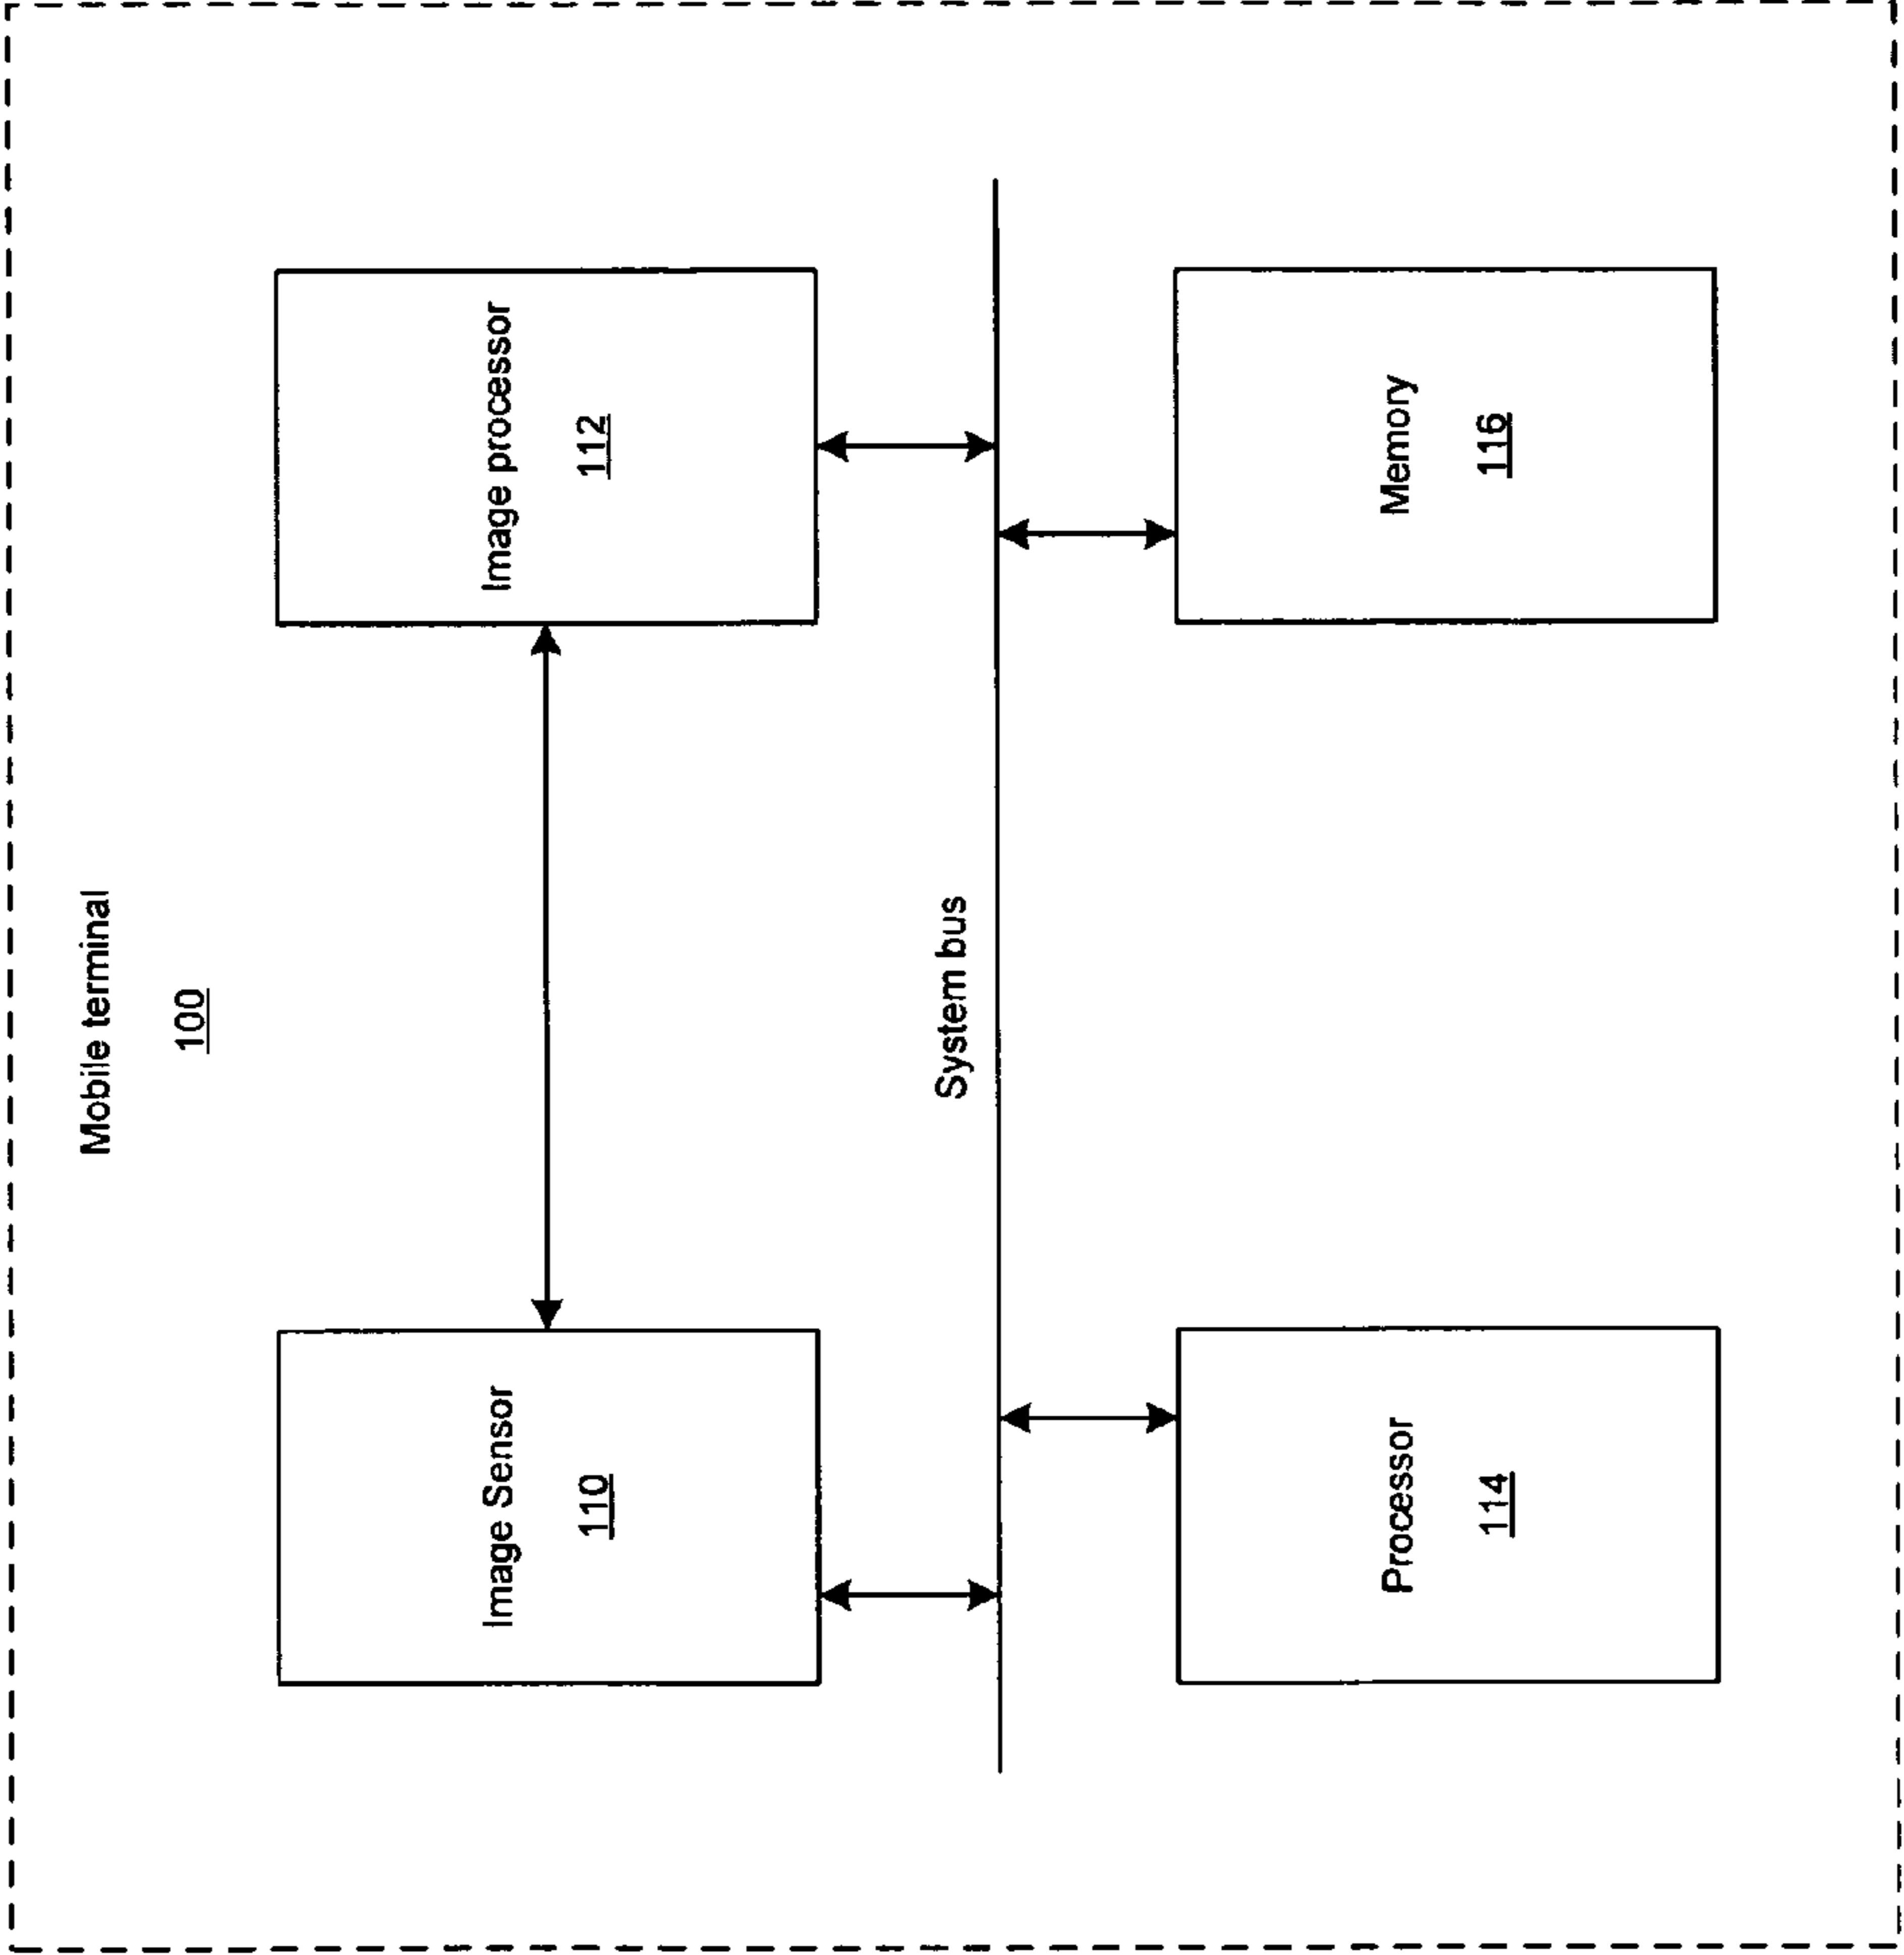 Mobile terminal
100
Image Sensor
110
Image processor
112
System bus
Processor
114
Memory
116